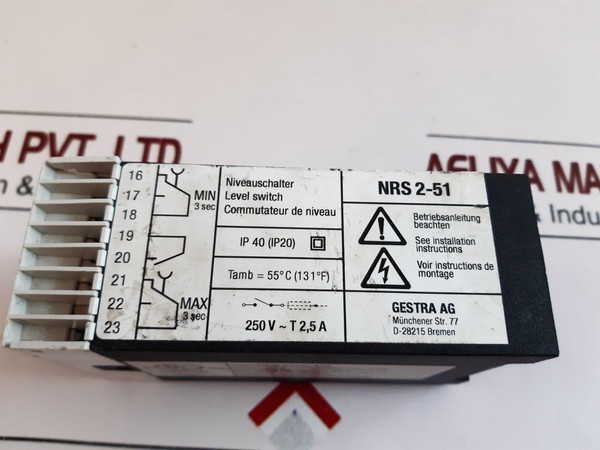 H PVT. LTD
n &
AFLIYA MA
& Indu
16
17
18
19
20
21
22
23
MIN
3 sec
MAX
3 sec
Niveauschalter
Level switch
Commutateur de niveau
IP 40 (IP20)
Tamb = 55°C (131°F)
250 V ~ T 2,5 A
NRS 2-51
Betriebsanleitung
beachten
See installation
instructions
Voir instructions de
montage
GESTRA AG
Münchener Str. 77
D-28215 Bremen